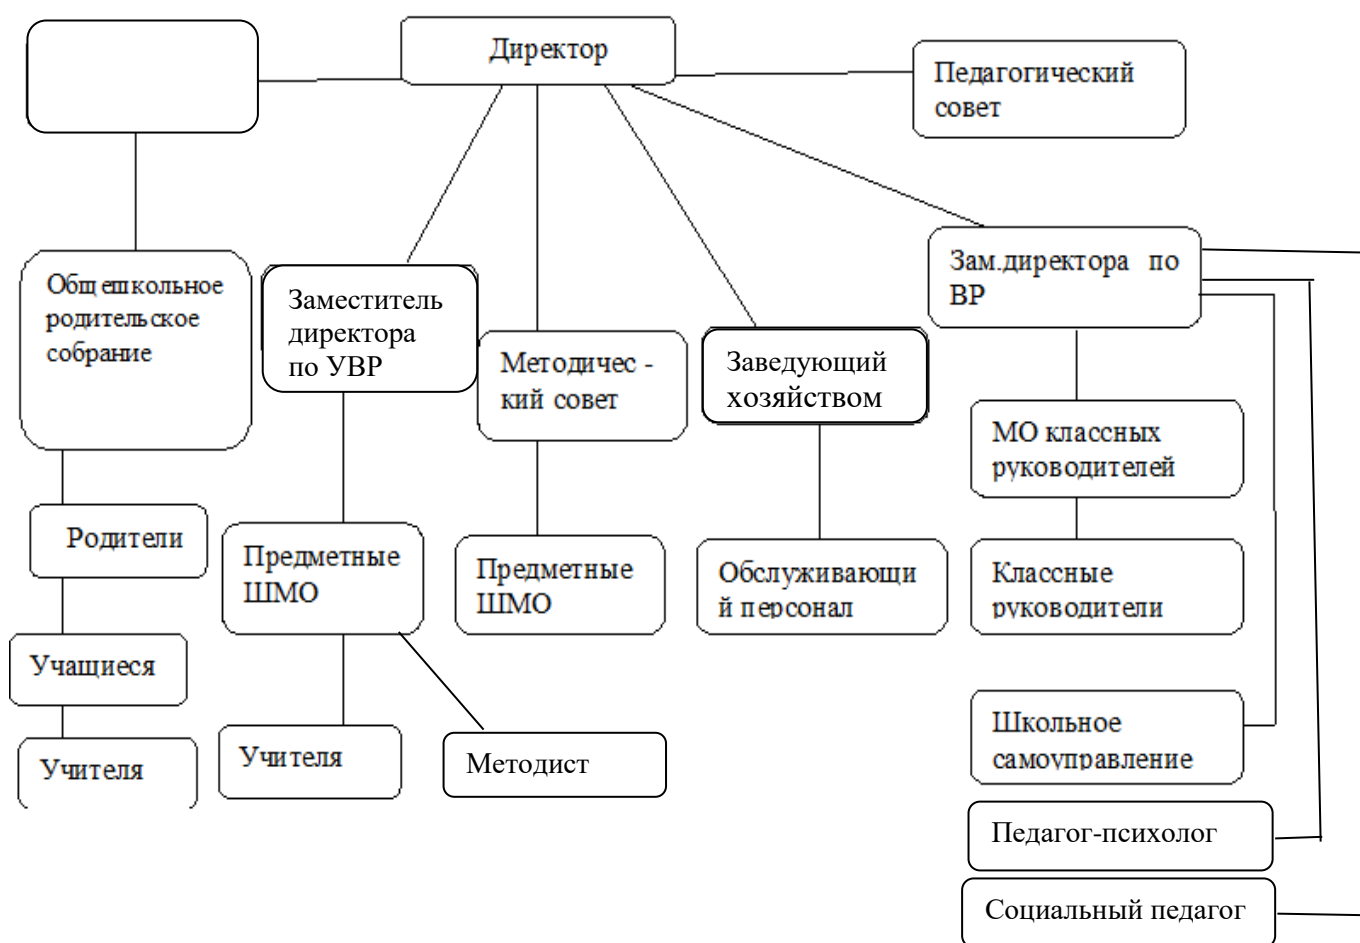 Директор
Педагогический
совет
Общешкольное
родительское
собрание
Заместитель
директора
по УВР
Методичес -
кий совет
Заведующий
хозяйством
Зам.директора по
ВР
МО классных
руководителей
Родители
Предметные
ШМО
Предметные
ШМО
Обслуживающи
й персонал
Классные
руководители
Учащиеся
Учителя
Учителя
Методист
Школьное
самоуправление
Педагог-психолог
Социальный педагог